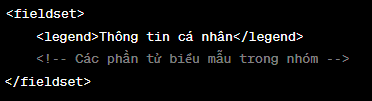 <fieldset>
<legend>Thông tin cá nhân</legend>
<!-- Các phần tử biểu mẫu trong nhóm -->
</fieldset>